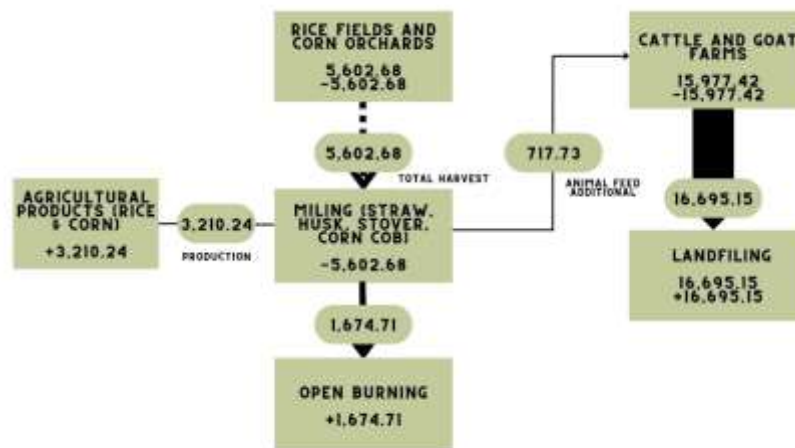 RICE FIELDS AND
CORN ORCHARDS
5,602.68
-5,602.68
CATTLE AND GOAT
FARMS
15,977.42
-15,977.42
5,602.68
TOTAL HARVEST
717.73
ANIMAL FEED
ADDITIONAL
16,695.15
AGRICULTURAL
PRODUCTS (RICE
& CORN)
+3,210.24
3,210.24
PRODUCTION
MILING (STRAW,
HUSK, STOVER,
CORN COB)
-5,602.68
LANDFILING
16,695.15
+16,695.15
1,674.71
OPEN BURNING
+1,674.71